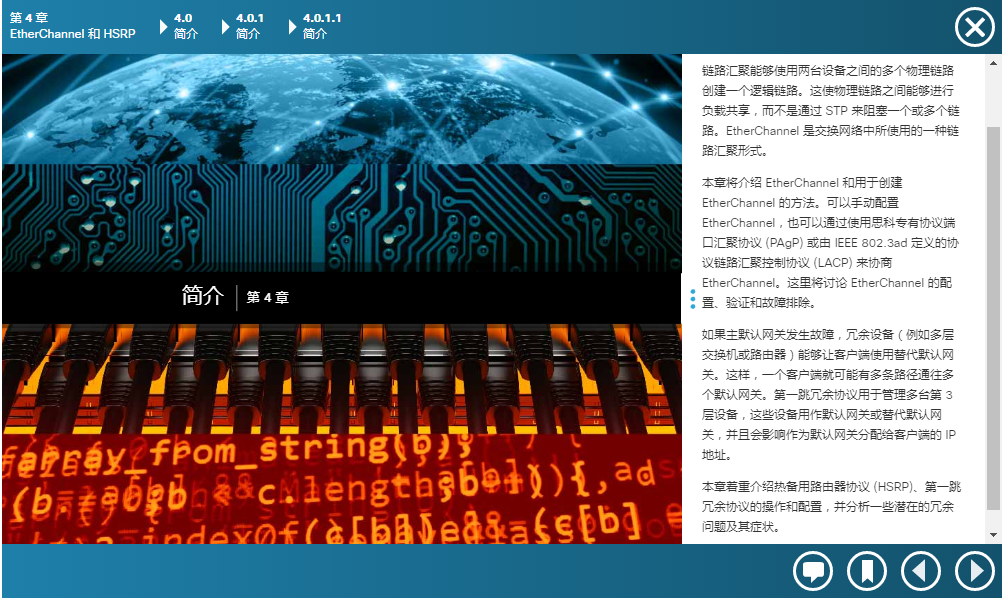 第 4 章
EtherChannel 和 HSRP
4.0
简介
4.0.1
简介
4.0.1.1
简介
简介
第 4 章
array_from_string(b);
链路汇聚能够使用两台设备之间的多个物理链路
创建一个逻辑链路。这使物理链路之间能够进行
负载共享，而不是通过 STP 来阻塞一个或多个链
路。EtherChannel 是交换网络中所使用的一种链
路汇聚形式。
本章将介绍 EtherChannel 和用于创建
EtherChannel 的方法。可以手动配置
EtherChannel，也可以通过使用思科专有协议端
口汇聚协议 (PAgP) 或由 IEEE 802.3ad 定义的协
议链路汇聚控制协议 (LACP) 来协商
EtherChannel。这里将讨论 EtherChannel 的配
置、验证和故障排除。
如果主默认网关发生故障，冗余设备（例如多层
交换机或路由器）能够让客户端使用替代默认网
关。这样，一个客户端就可能有多条路径通往多
个默认网关。第一跳冗余协议用于管理多台第 3
层设备，这些设备用作默认网关或替代默认网
关，并且会影响作为默认网关分配给客户端的 IP
地址。
本章着重介绍热备用路由器协议 (HSRP)、第一跳
冗余协议的操作和配置，并分析一些潜在的冗余
问题及其症状。